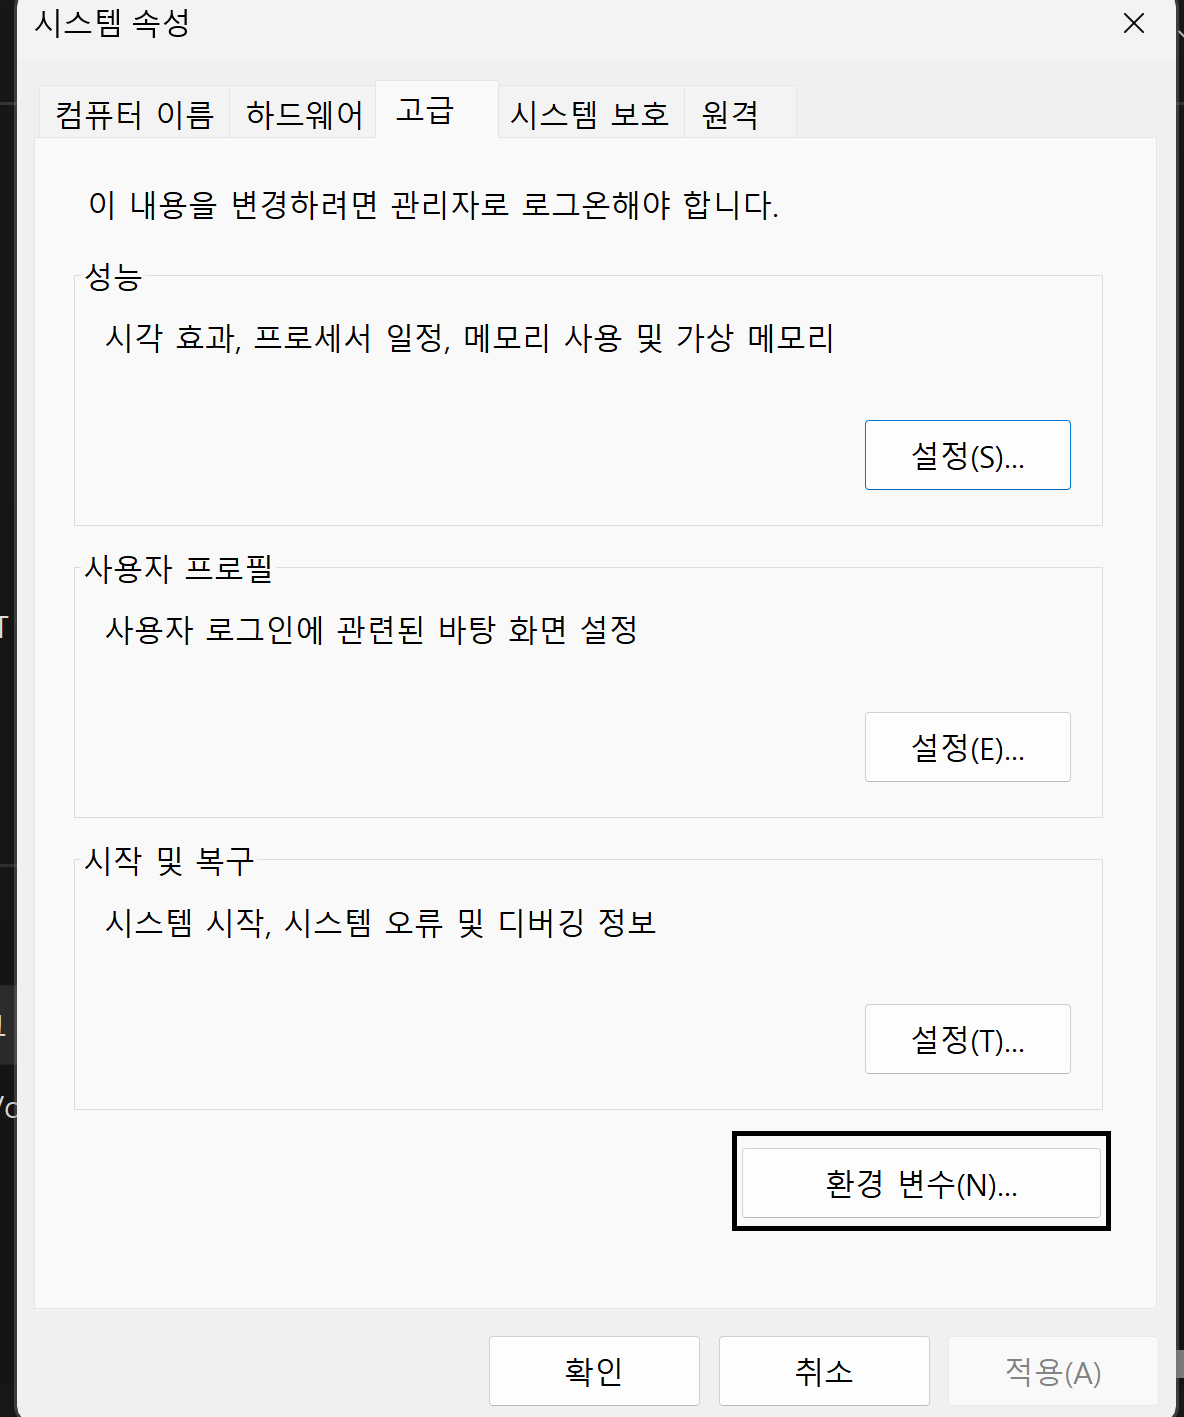 시스템 속성
컴퓨터 이름 하드웨어 고급 시스템 보호 원격
이 내용을 변경하려면 관리자로 로그온해야 합니다.
성능
시각 효과, 프로세서 일정, 메모리 사용 및 가상 메모리
설정(S)...
사용자 프로필
사용자 로그인에 관련된 바탕 화면 설정
설정(E)...
시작 및 복구
시스템 시작, 시스템 오류 및 디버깅 정보
설정(T)...
환경 변수(N)...
확인 취소 적용(A)